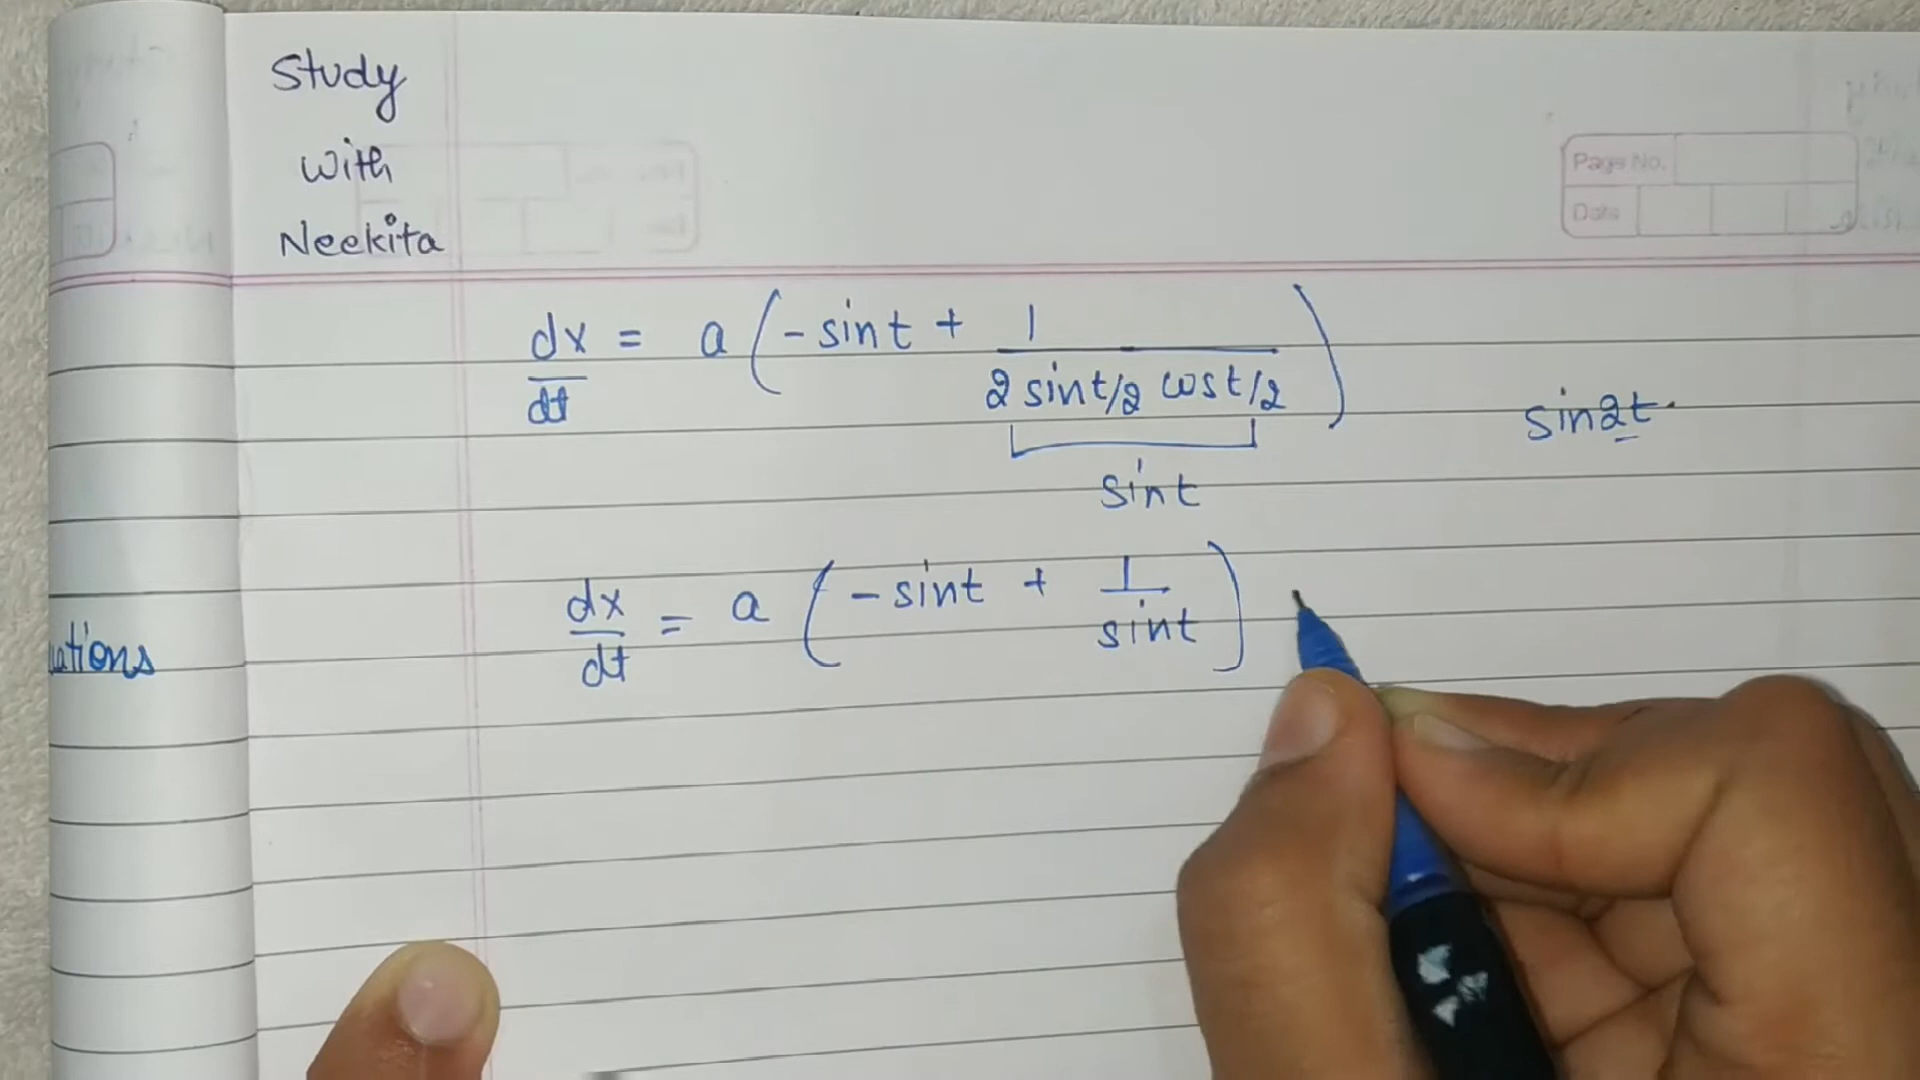 Study
with
Neekita
Page No.
Date
dx/dt = a (-sint + 1/(2 sint/2 cost/2))
sin2t
sint
dx/dt = a (-sint + 1/sint)